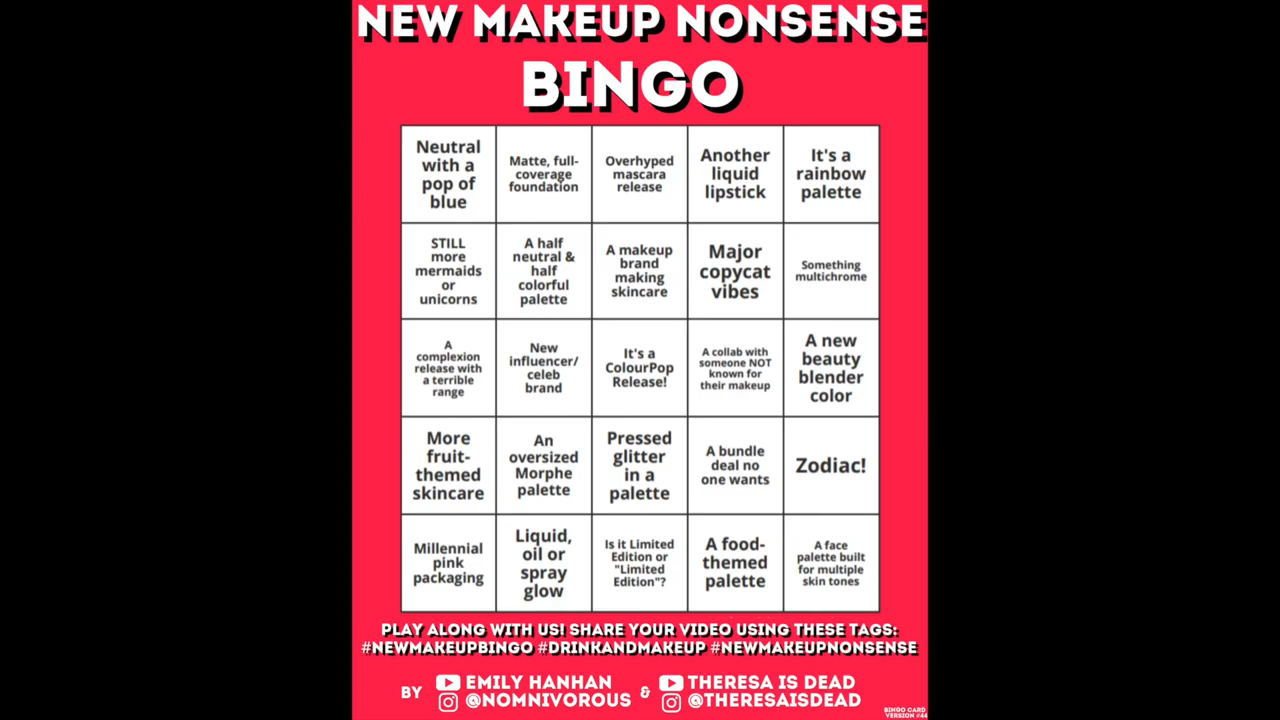 NEW MAKEUP NONSENSE
BINGO
Neutral
with a
pop of
blue
Matte, full-
coverage
foundation
Overhyped
mascara
release
Another
liquid
lipstick
It's a
rainbow
palette
STILL
more
mermaids
or
unicorns
A half
neutral &
half
colorful
palette
A makeup
brand
making
skincare
Major
copycat
vibes
Something
multichrome
A
complexion
release with
a terrible
range
New
influencer/
celeb
brand
It's a
ColourPop
Release!
A collab with
someone NOT
known for
their makeup
A new
beauty
blender
color
More
fruit-
themed
skincare
An
oversized
Morphe
palette
Pressed
glitter
in a
palette
A bundle
deal no
one wants
Zodiac!
Millennial
pink
packaging
Liquid,
oil or
spray
glow
Is it Limited
Edition or
"Limited
Edition"?
A food-
themed
palette
A face
palette built
for multiple
skin tones
PLAY ALONG WITH US! SHARE YOUR VIDEO USING THESE TAGS:
#NEWMAKEUPBINGO #DRINKANDMAKEUP #NEWMAKEUPNONSENSE
BY EMILY HANHAN & THERESA IS DEAD
@NOMNIVOROUS @THERESAISDEAD
BINGO CARD
VERSION #44